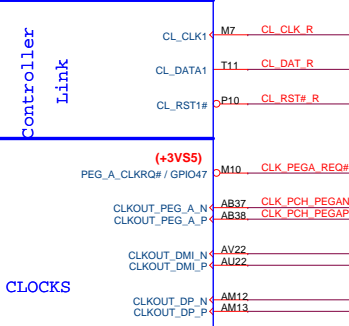 Controller
Link
CL_CLK1 M7 CL_CLK_R
CL_DATA1 T11 CL_DAT_R
CL_RST1# P10 CL_RST#_R
(+3VS5)
PEG_A_CLKRQ# / GPIO47 M10 CLK_PEGA_REQ#
CLKOUT_PEG_A_N AB37 CLK_PCH_PEGAN
CLKOUT_PEG_A_P AB38 CLK_PCH_PEGAP
CLKOUT_DMI_N AV22
CLKOUT_DMI_P AU22
CLOCKS
CLKOUT_DP_N AM12
CLKOUT_DP_P AM13